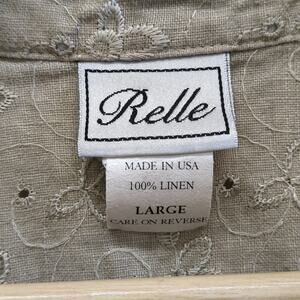 Relle
MADE IN USA
100% LINEN
LARGE
CARE ON REVERSE